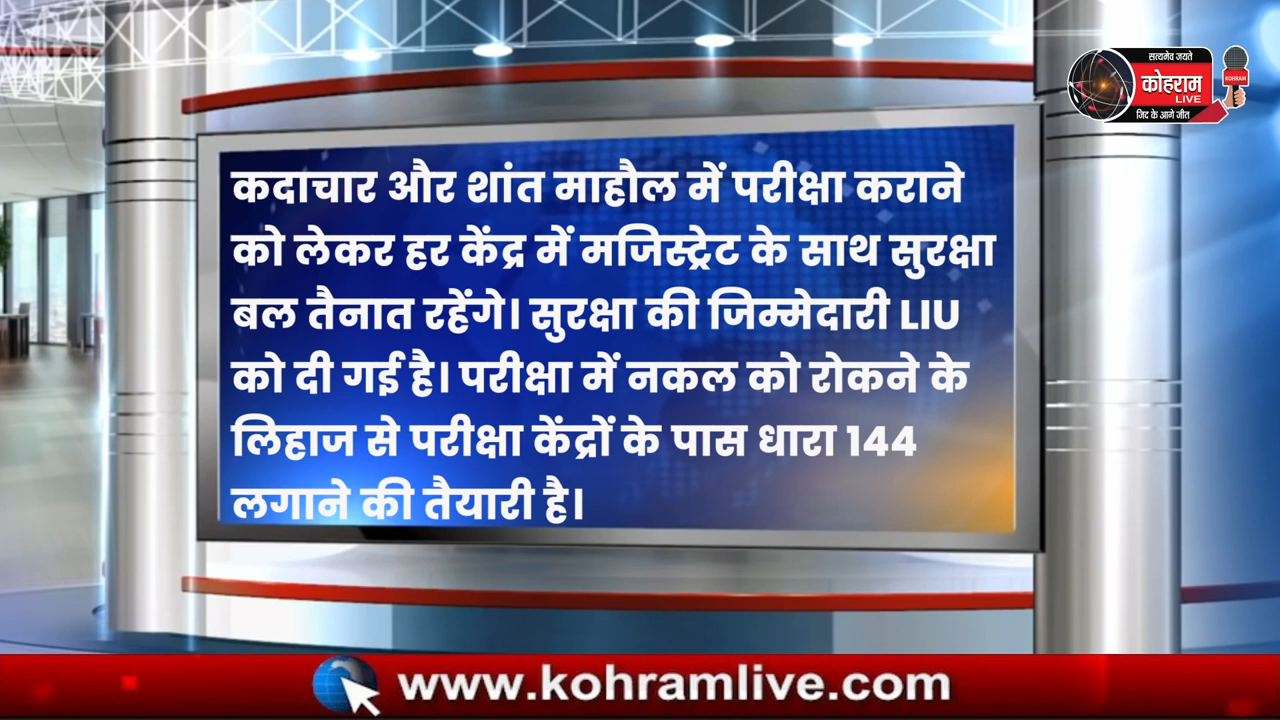 सत्यमेव जयते
कोहराम
LIVE
KOHRAM
जिद के आगे जीत
कदाचार और शांत माहौल में परीक्षा कराने
को लेकर हर केंद्र में मजिस्ट्रेट के साथ सुरक्षा
बल तैनात रहेंगे। सुरक्षा की जिम्मेदारी LIU
को दी गई है। परीक्षा में नकल को रोकने के
लिहाज से परीक्षा केंद्रों के पास धारा 144
लगाने की तैयारी है।
www.kohramlive.com